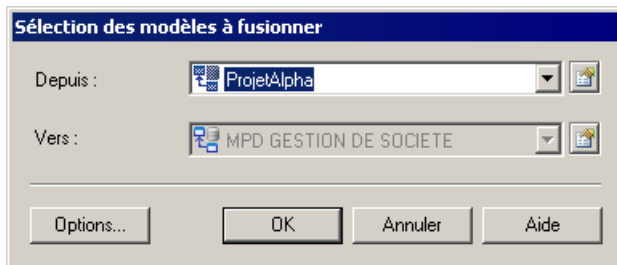 Sélection des modèles à fusionner
Depuis : ProjetAlpha
Vers : MPD GESTION DE SOCIETE
Options... OK Annuler Aide